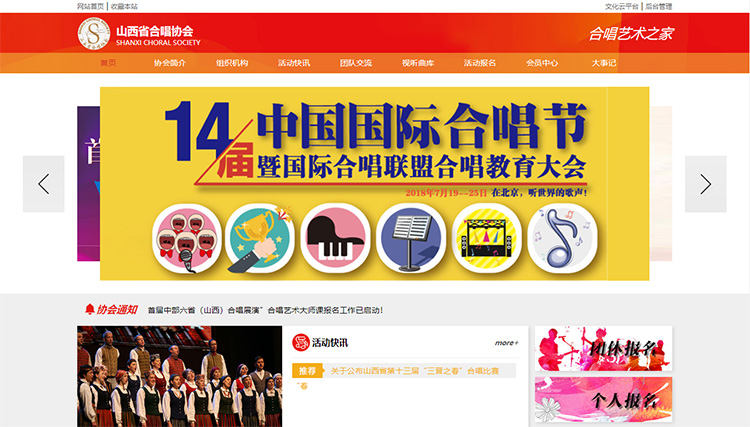 网站首页 | 收藏本站
文化云平台 | 后台管理
山西省合唱协会
SHANXI CHORAL SOCIETY
合唱艺术之家
首页 协会简介 组织机构 活动快讯 团队交流 视听曲库 活动报名 会员中心 大事记
首
14届
中国国际合唱节
暨国际合唱联盟合唱教育大会
2018年7月19--25日 在北京，听世界的歌声！
协会通知 首届中部六省（山西）合唱展演”合唱艺术大师课报名工作已启动！
活动快讯 more+
推荐 关于公布山西省第十三届“三晋之春”合唱比赛
“春
团体报名
个人报名